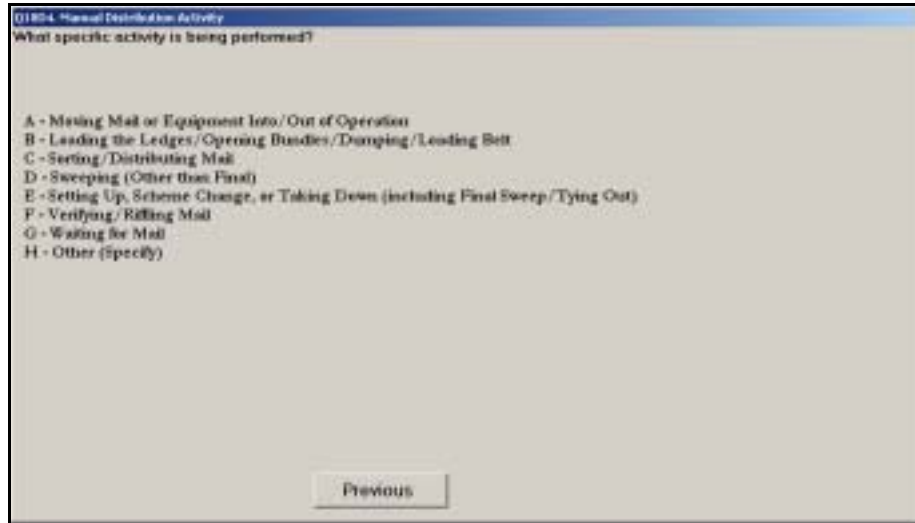 Q18D4. Manual Distribution Activity
What specific activity is being performed?
A - Moving Mail or Equipment Into/Out of Operation
B - Loading the Ledges/Opening Bundles/Dumping/Loading Belt
C - Sorting/Distributing Mail
D - Sweeping (Other than Final)
E - Setting Up, Scheme Change, or Taking Down (including Final Sweep/Tying Out)
F - Verifying/Riffling Mail
G - Waiting for Mail
H - Other (Specify)
Previous